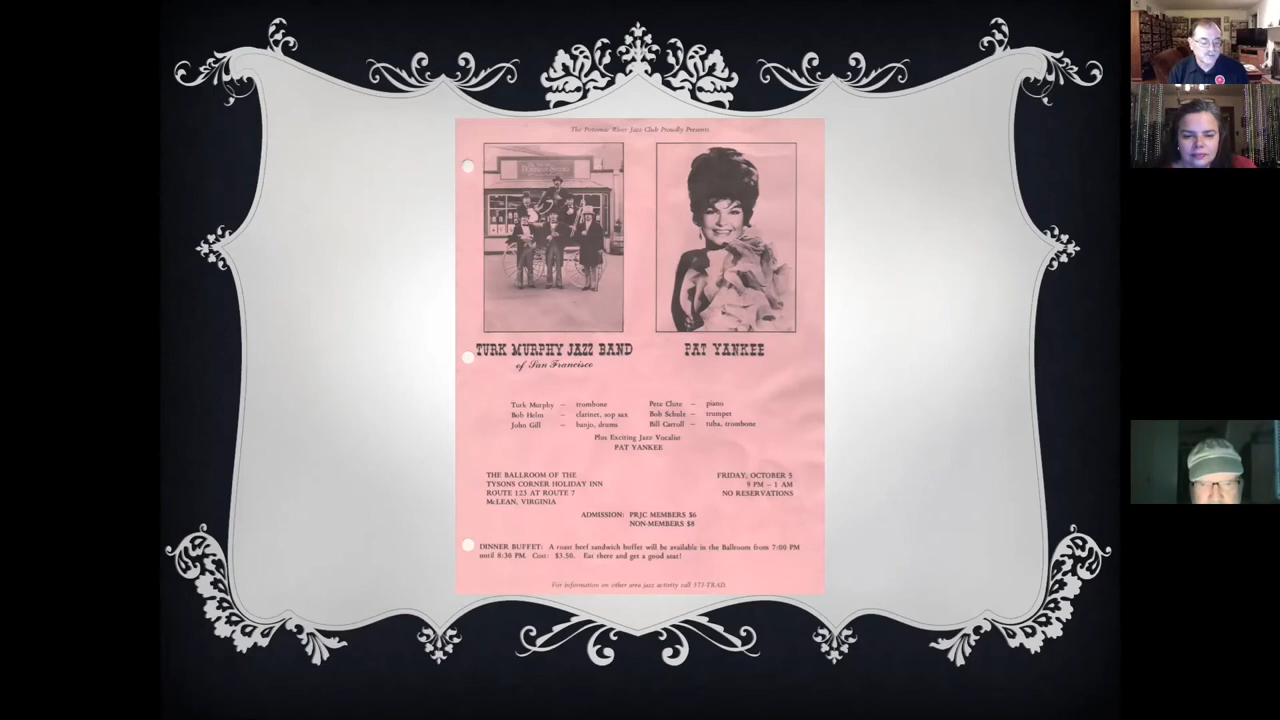 The Potomac River Jazz Club Proudly Presents
TURK MURPHY JAZZ BAND
of San Francisco
PAT YANKEE
Turk Murphy – trombone
Bob Helm – clarinet, sop sax
John Gill – banjo, drums
Pete Clute – piano
Bob Schulz – trumpet
Bill Carroll – tuba, trombone
Plus Exciting Jazz Vocalist
PAT YANKEE
THE BALLROOM OF THE
TYSONS CORNER HOLIDAY INN
ROUTE 123 AT ROUTE 7
McLEAN, VIRGINIA
FRIDAY, OCTOBER 5
9 PM – 1 AM
NO RESERVATIONS
ADMISSION: PRJC MEMBERS $6
NON-MEMBERS $8
DINNER BUFFET: A roast beef sandwich buffet will be available in the Ballroom from 7:00 PM
until 8:30 PM. Cost: $3.50. Eat there and get a good seat!
For information on other area jazz activity call 573-TRAD.